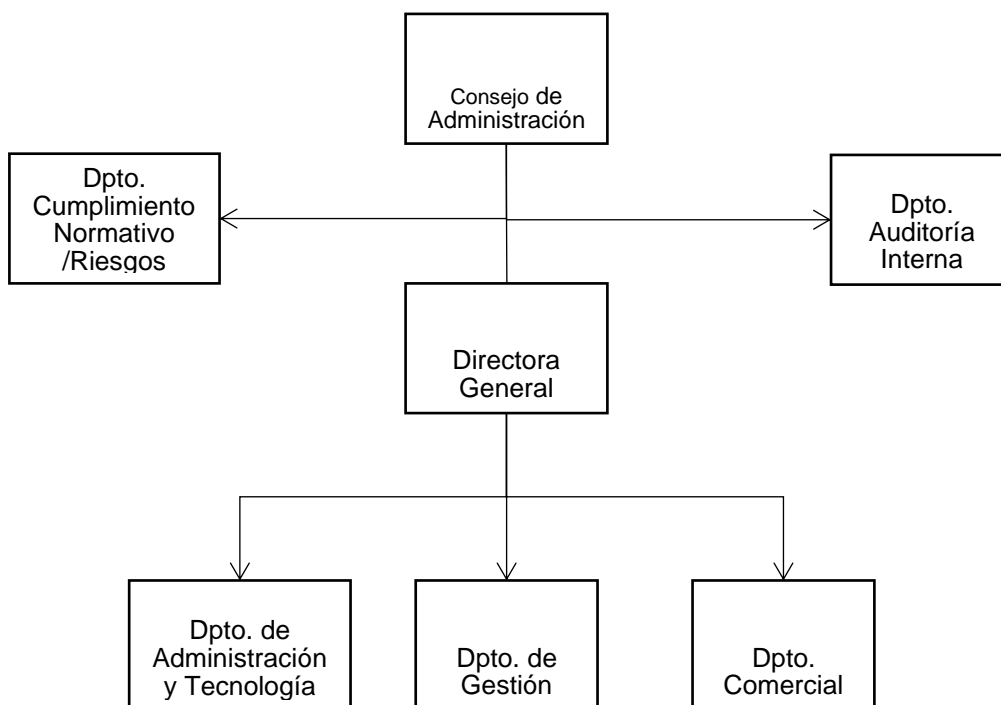 Consejo de
Administración
Dpto.
Cumplimiento
Normativo
/Riesgos
Dpto.
Auditoría
Interna
Directora
General
Dpto. de
Administración
y Tecnología
Dpto. de
Gestión
Dpto.
Comercial